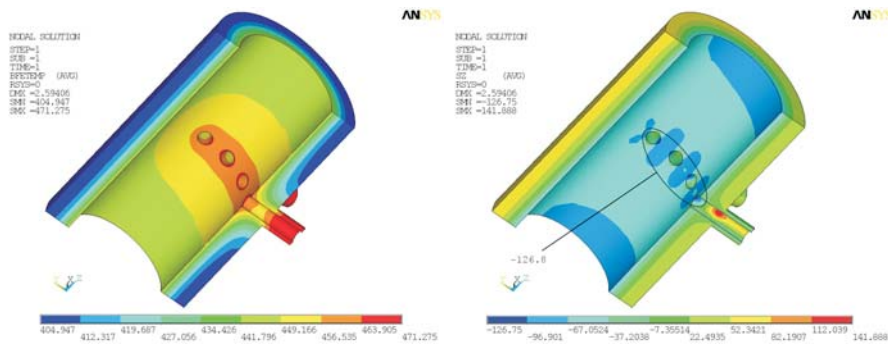 ANSYS
NODAL SOLUTION
STEP=1
SUB =1
TIME=1
BFETEMP (AVG)
RSYS=0
DMX =2.59406
SMN =404.947
SMX =471.275
404.947 412.317 419.687 427.056 434.426 441.796 449.166 456.535 463.905 471.275
ANSYS
NODAL SOLUTION
STEP=1
SUB =1
TIME=1
SZ (AVG)
RSYS=0
DMX =2.59406
SMN =-126.75
SMX =141.888
-126.8
-126.75 -96.901 -67.0524 -37.2038 -7.35514 22.4935 52.3421 82.1907 112.039 141.888